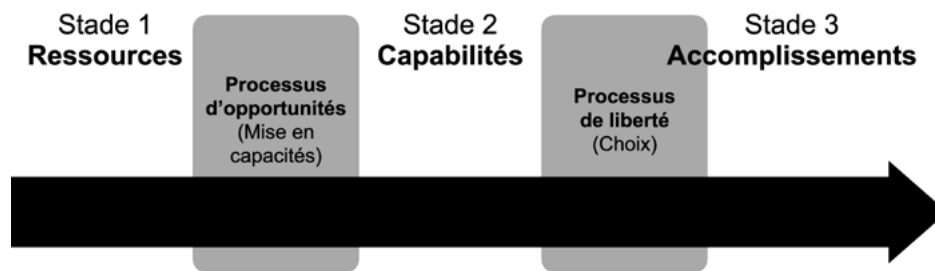 Stade 1
Ressources
Processus
d'opportunités
(Mise en
capacités)
Stade 2
Capabilités
Processus
de liberté
(Choix)
Stade 3
Accomplissements